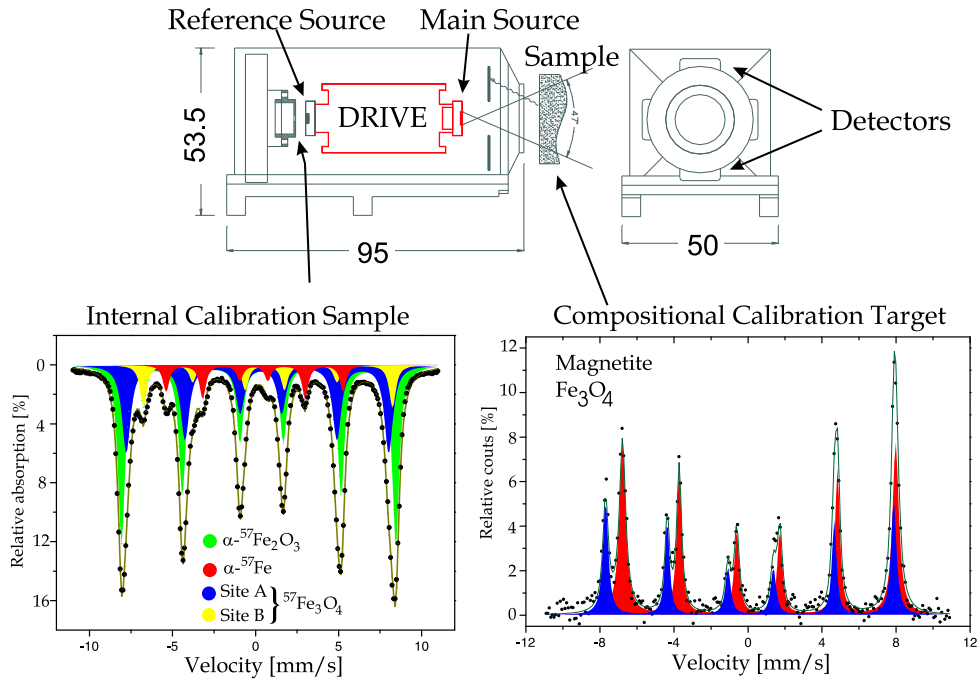 Reference Source
Main Source
Sample
DRIVE
Detectors
53.5
47°
95
50
Internal Calibration Sample
Compositional Calibration Target
0
4
8
12
16
Relative absorption [%]
α-⁵⁷Fe₂O₃
α-⁵⁷Fe
Site A
Site B
⁵⁷Fe₃O₄
-10
-5
0
5
10
Velocity [mm/s]
Magnetite
Fe₃O₄
12
10
8
6
4
2
0
Relative couts [%]
-12
-8
-4
0
4
8
12
Velocity [mm/s]